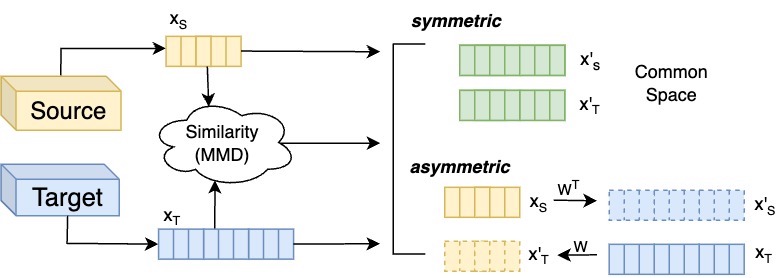 x_S
Source
Similarity
(MMD)
Target
x_T
symmetric
x'_s
Common
Space
x'_T
asymmetric
x_S
W^T
x'_S
x'_T
W
x_T